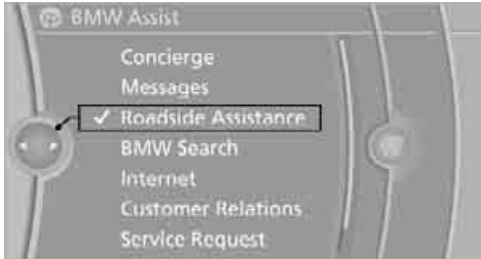 BMW Assist
Concierge
Messages
Roadside Assistance
BMW Search
Internet
Customer Relations
Service Request